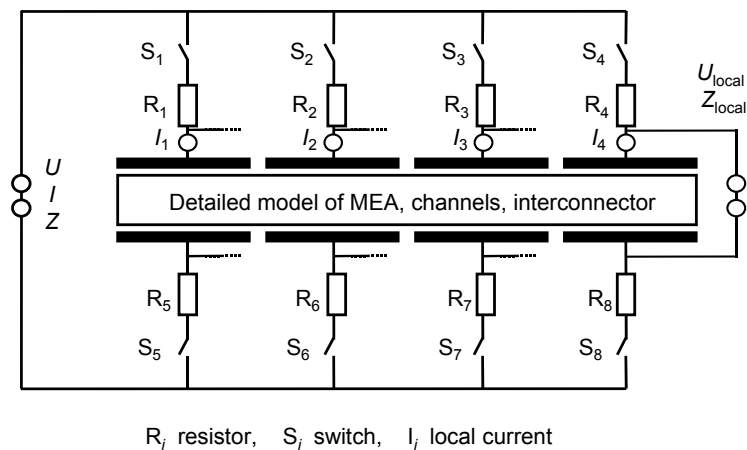 S1 S2 S3 S4
Ulocal
Zlocal
R1 R2 R3 R4
I1 I2 I3 I4
U
I
Z
Detailed model of MEA, channels, interconnector
R5 R6 R7 R8
S5 S6 S7 S8
Ri resistor, Si switch, Ii local current